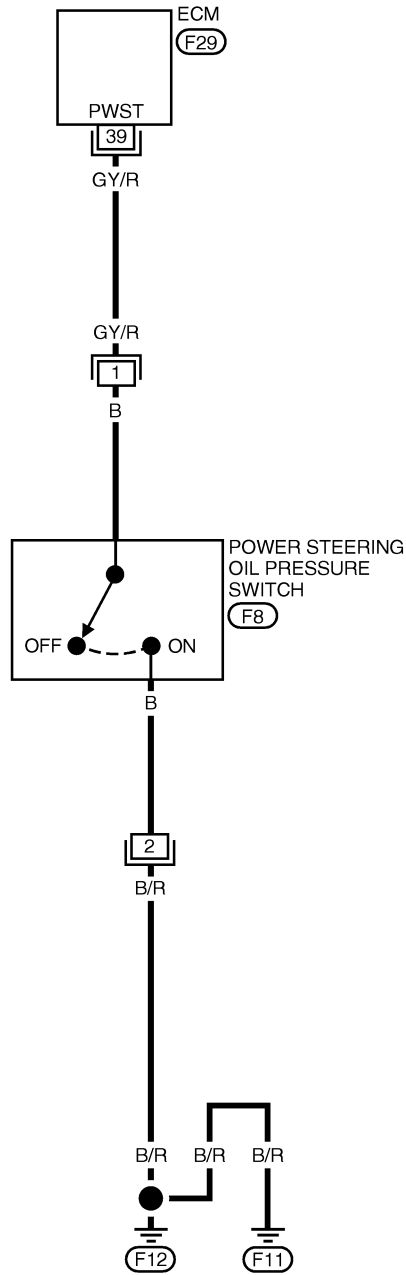 ECM
F29
PWST
39
GY/R
GY/R
1
B
POWER STEERING
OIL PRESSURE
SWITCH
F8
OFF ON
B
2
B/R
B/R B/R B/R
F12 F11